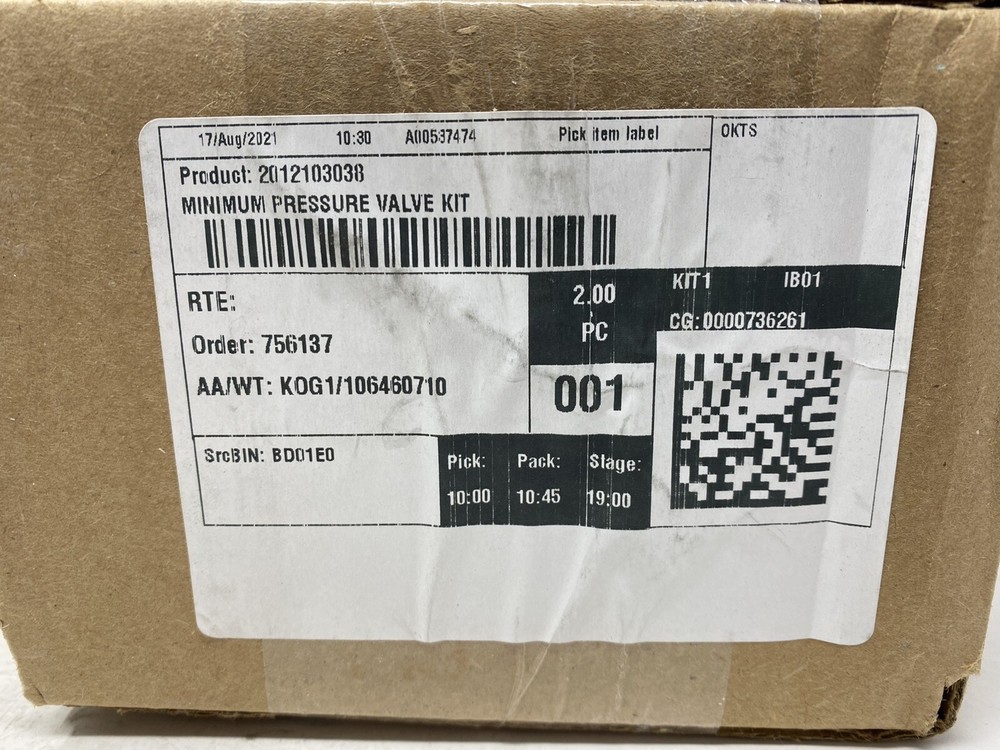 17/Aug/2021 10:30 A00537474 Pick item label OKTS
Product: 2012103038
MINIMUM PRESSURE VALVE KIT
RTE:
2.00
PC
KIT1 IB01
CG:0000736261
Order: 756137
AA/WT: KOG1/106460710
001
SrcBIN: BD01E0
Pick: Pack: Stage:
10:00 10:45 19:00